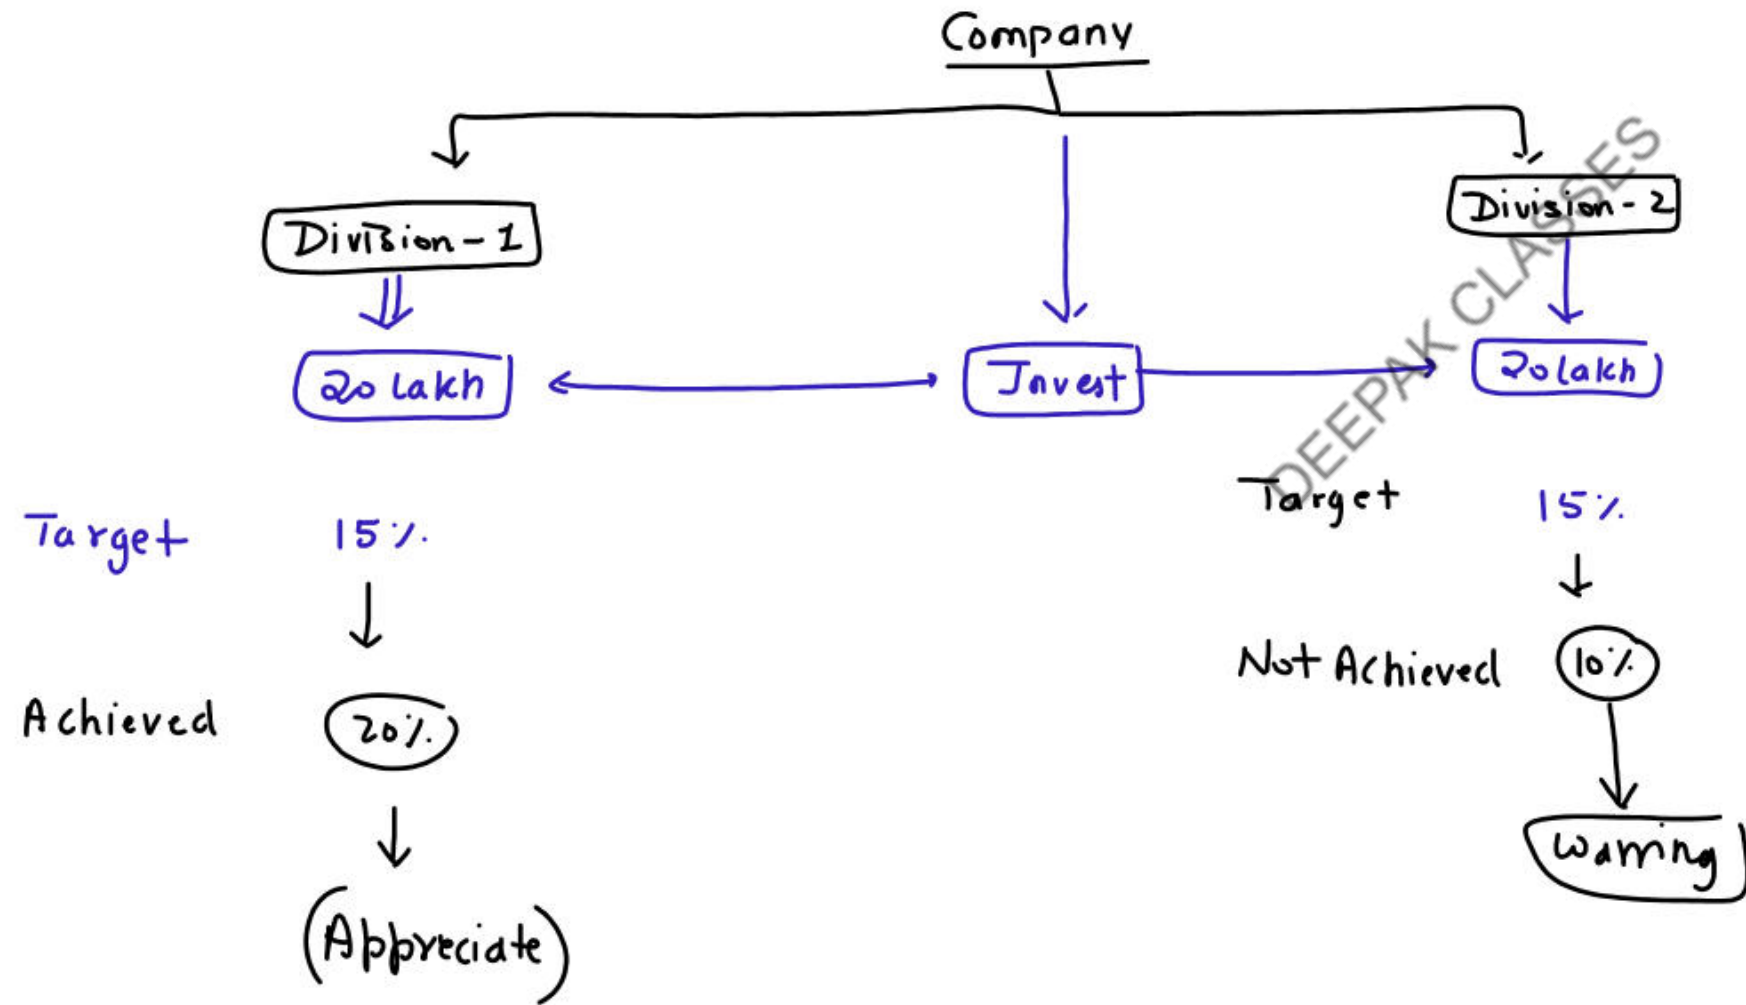 Company
Division-1
Division-2
20 lakh
Invest
20 lakh
Target 15%
Target 15%
Achieved 20%
Not Achieved 10%
(Appreciate)
Warning
DEEPAK CLASSES